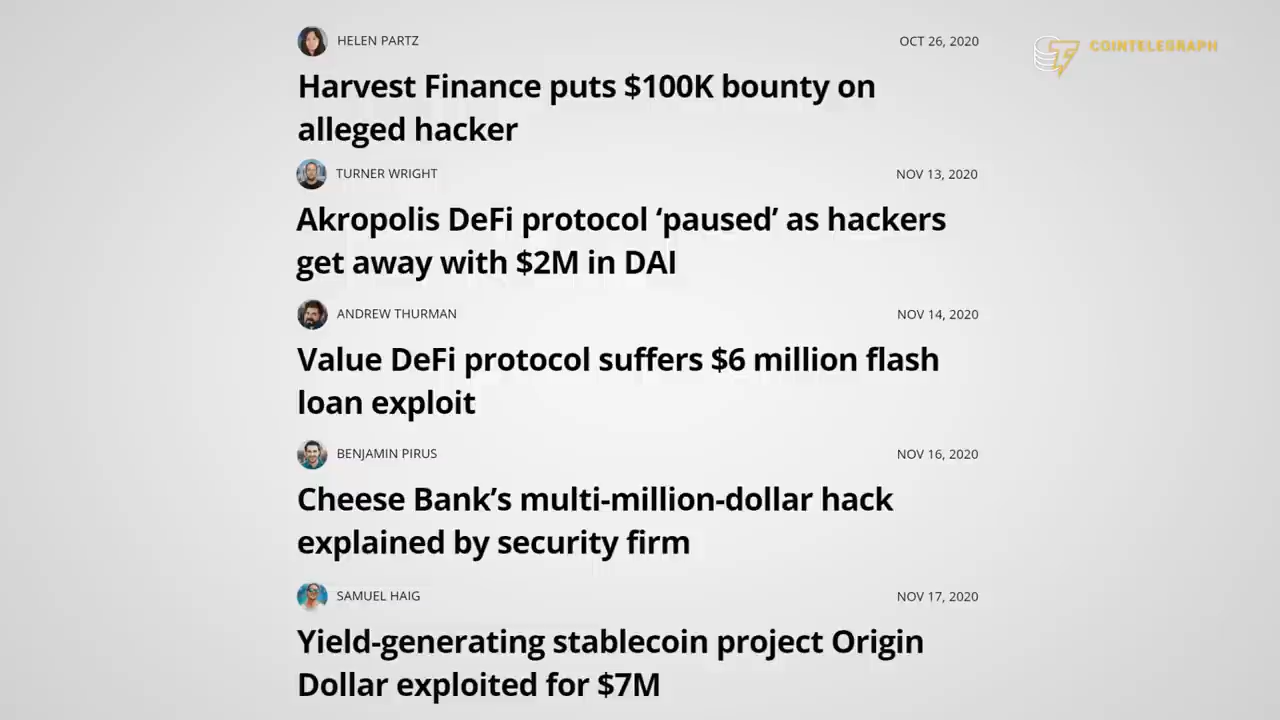 HELEN PARTZ
OCT 26, 2020
COINTELEGRAPH
Harvest Finance puts $100K bounty on
alleged hacker
TURNER WRIGHT
NOV 13, 2020
Akropolis DeFi protocol ‘paused’ as hackers
get away with $2M in DAI
ANDREW THURMAN
NOV 14, 2020
Value DeFi protocol suffers $6 million flash
loan exploit
BENJAMIN PIRUS
NOV 16, 2020
Cheese Bank’s multi-million-dollar hack
explained by security firm
SAMUEL HAIG
NOV 17, 2020
Yield-generating stablecoin project Origin
Dollar exploited for $7M